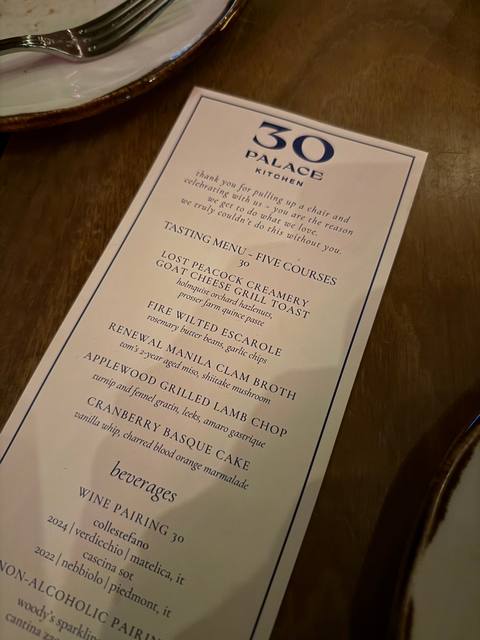 30
PALACE
KITCHEN
thank you for pulling up a chair and
celebrating with us - you are the reason
we get to do what we love.
we truly couldn't do this without you.
TASTING MENU - FIVE COURSES
30
LOST PEACOCK CREAMERY
GOAT CHEESE GRILL TOAST
holmquist orchard hazlenuts,
prosser farm quince paste
FIRE WILTED ESCAROLE
rosemary butter beans, garlic chips
RENEWAL MANILA CLAM BROTH
tom's 2-year aged miso, shiitake mushroom
APPLEWOOD GRILLED LAMB CHOP
turnip and fennel gratin, leeks, amaro gastrique
CRANBERRY BASQUE CAKE
vanilla whip, charred blood orange marmalade
beverages
WINE PAIRING 30
collestefano
2024 | verdicchio | matelica, it
cascina sot
2022 | nebbiolo | piedmont, it
NON-ALCOHOLIC
woody's
cantina